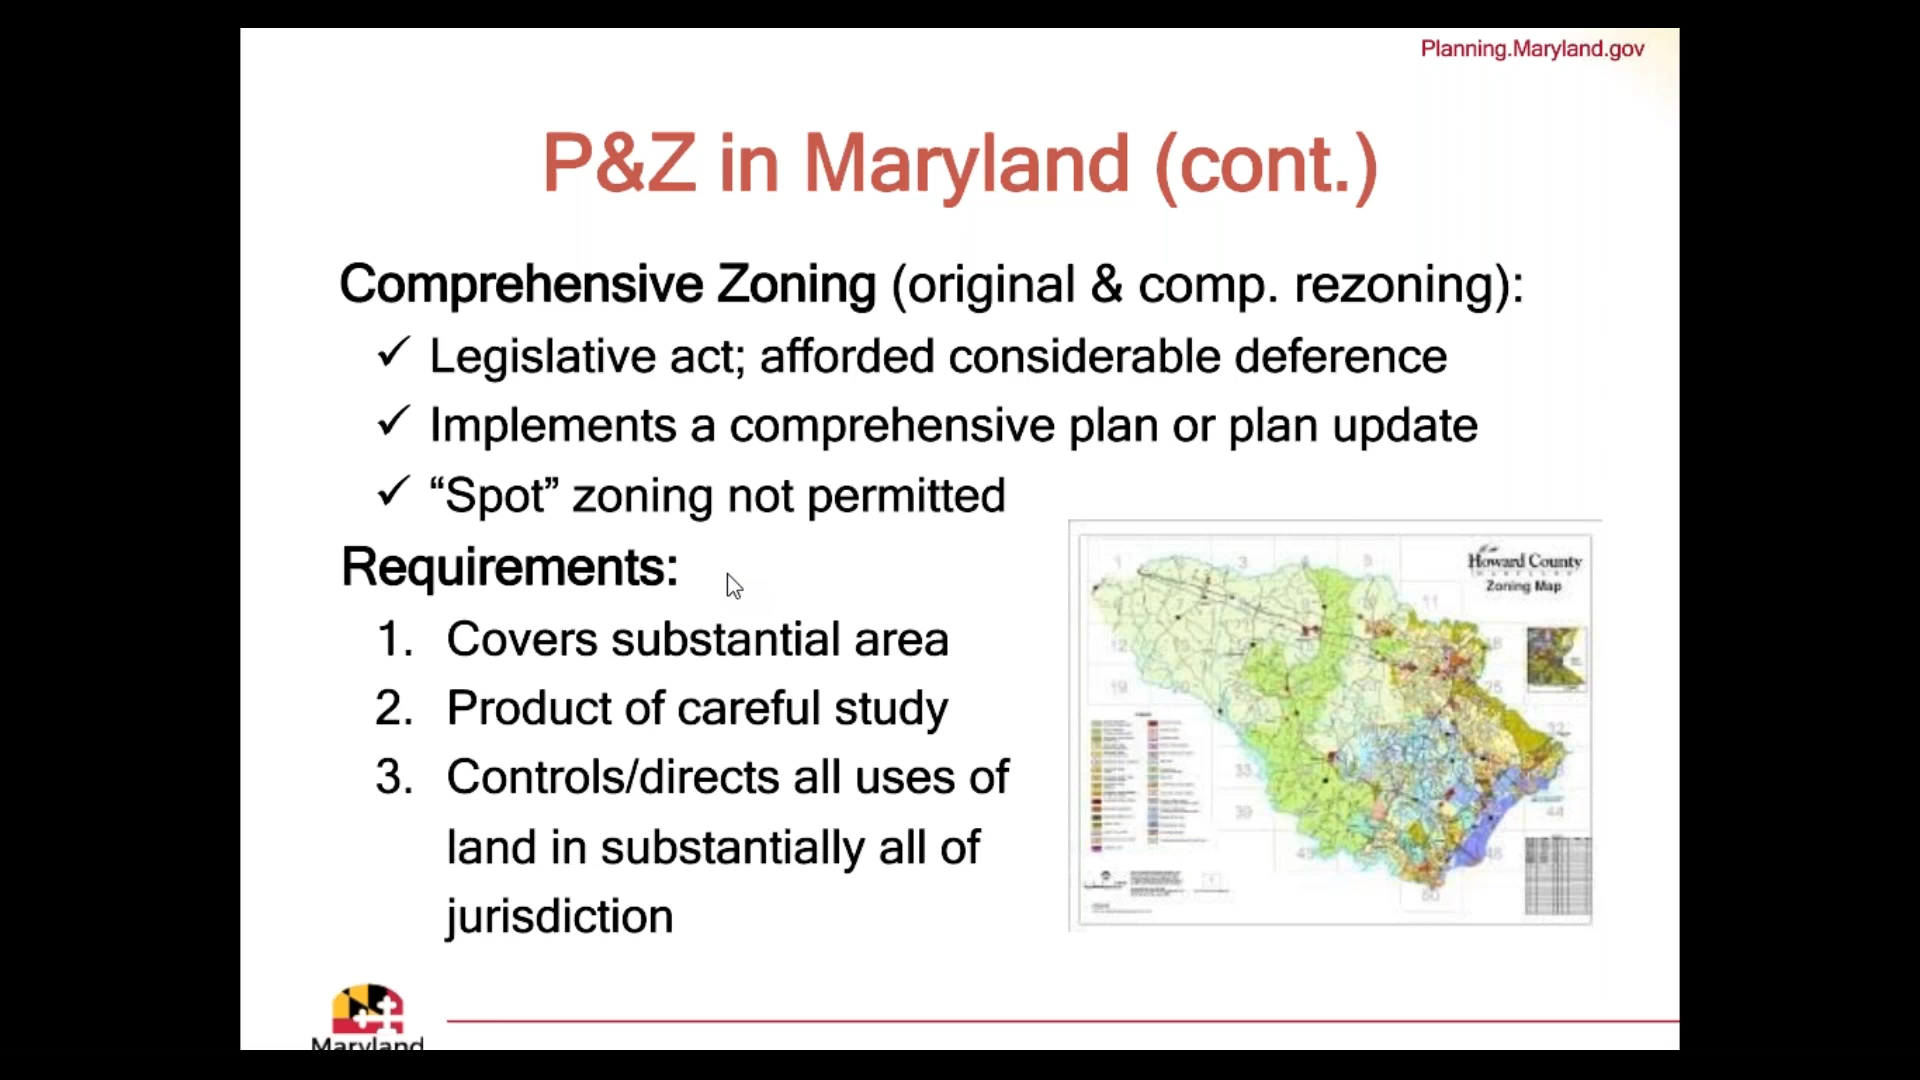 Planning.Maryland.gov
P&Z in Maryland (cont.)
Comprehensive Zoning (original & comp. rezoning):
✓ Legislative act; afforded considerable deference
✓ Implements a comprehensive plan or plan update
✓ “Spot” zoning not permitted
Requirements:
1. Covers substantial area
2. Product of careful study
3. Controls/directs all uses of
land in substantially all of
jurisdiction
Howard County
Zoning Map
Maryland